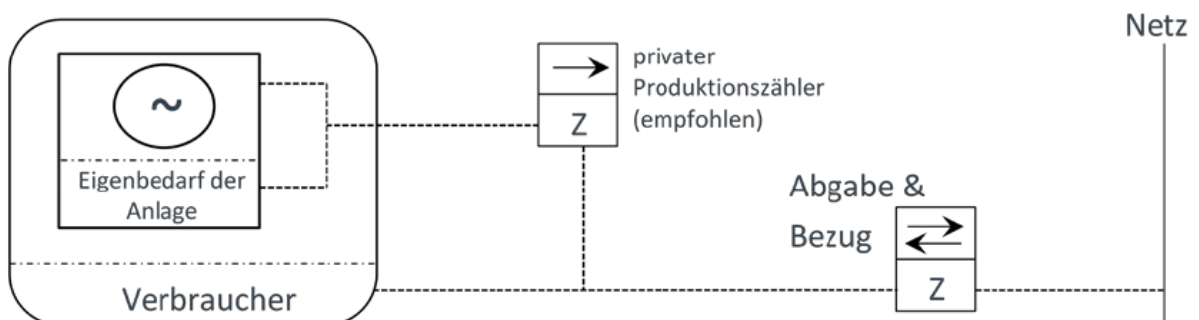 Netz
privater
Produktionszähler
(empfohlen)
~
Z
Eigenbedarf der
Anlage
Abgabe &
Bezug
Z
Verbraucher